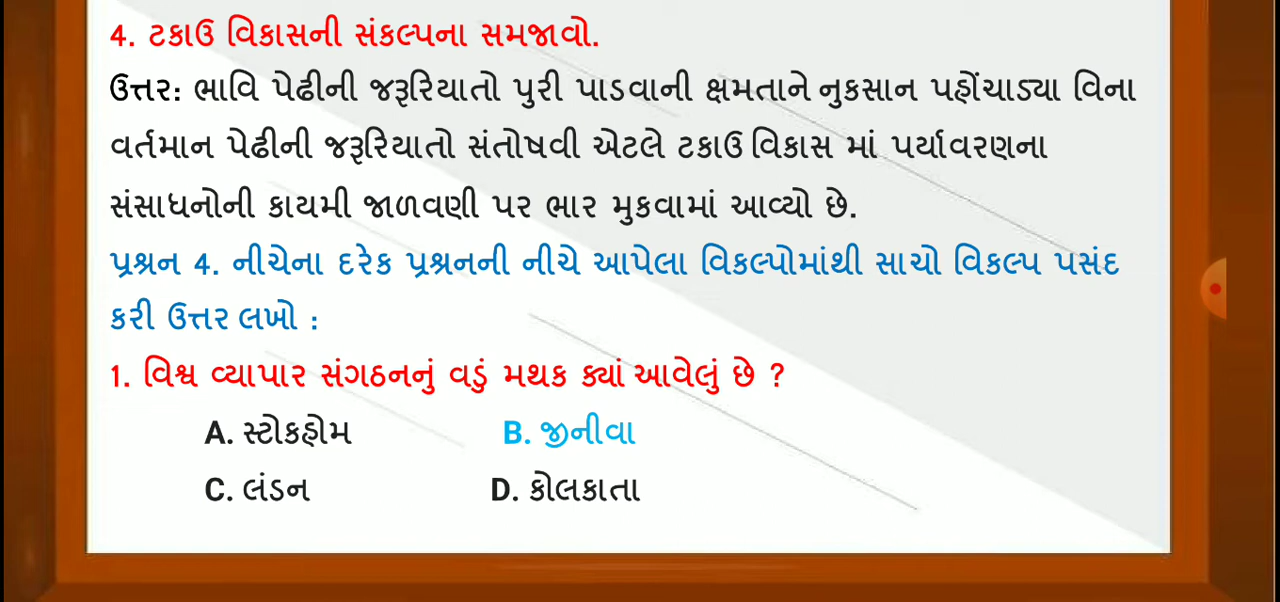 4. ટકાઉ વિકાસની સંકલ્પના સમજાવો.
ઉત્તર: ભાવિ પેઢીની જરૂરિયાતો પુરી પાડવાની ક્ષમતાને નુકસાન પહોંચાડ્યા વિના
વર્તમાન પેઢીની જરૂરિયાતો સંતોષવી એટલે ટકાઉ વિકાસ માં પર્યાવરણના
સંસાધનોની કાયમી જાળવણી પર ભાર મુકવામાં આવ્યો છે.
પ્રશ્રન 4. નીચેના દરેક પ્રશ્રનની નીચે આપેલા વિકલ્પોમાંથી સાચો વિકલ્પ પસંદ
કરી ઉત્તર લખો :
1. વિશ્વ વ્યાપાર સંગઠનનું વડું મથક ક્યાં આવેલું છે ?
A. સ્ટોકહોમ B. જીનીવા
C. લંડન D. કોલકાતા